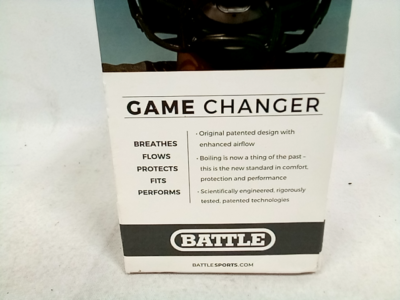 GAME CHANGER
BREATHES
FLOWS
PROTECTS
FITS
PERFORMS
- Original patented design with
enhanced airflow
- Boiling is now a thing of the past -
this is the new standard in comfort,
protection and performance
- Scientifically engineered, rigorously
tested, patented technologies
BATTLE
BATTLESPORTS.COM